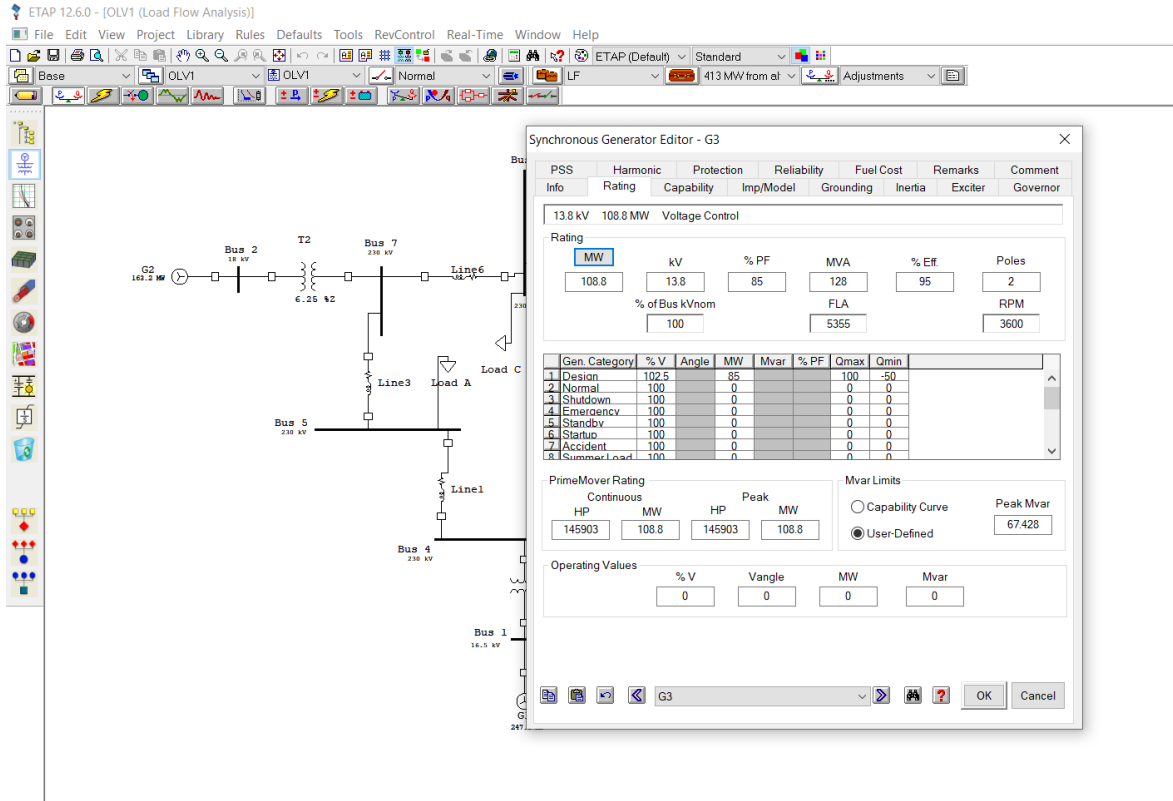 ETAP 12.6.0 - [OLV1 (Load Flow Analysis)]
File Edit View Project Library Rules Defaults Tools RevControl Real-Time Window Help
ETAP (Default) Standard
Base OLV1 OLV1 Normal LF 413 MW from at Adjustments
Synchronous Generator Editor - G3
PSS Harmonic Protection Reliability Fuel Cost Remarks Comment
Info Rating Capability Imp/Model Grounding Inertia Exciter Governor
13.8 kV 108.8 MW Voltage Control
Rating
MW kV % PF MVA % Eff. Poles
108.8 13.8 85 128 95 2
% of Bus kVnom FLA RPM
100 5355 3600
Gen. Category % V Angle MW Mvar % PF Qmax Qmin
1 Design 102.5 85 100 -50
2 Normal 100 0 0 0
3 Shutdown 100 0 0 0
4 Emergency 100 0 0 0
5 Standby 100 0 0 0
6 Startup 100 0 0 0
7 Accident 100 0 0 0
8 Summer Load 100 0 0 0
PrimeMover Rating
Continuous Peak
HP MW HP MW
145903 108.8 145903 108.8
Mvar Limits
Capability Curve
User-Defined
Peak Mvar
67.428
Operating Values
% V Vangle MW Mvar
0 0 0 0
G3
OK Cancel
Bus 2
18 kV
T2
6.25 %Z
Bus 7
230 kV
G2
163.2 MW
Line6
Bu
230
Load C
Line3
Load A
Bus 5
230 kV
Line1
Bus 4
230 kV
Bus 1
16.5 kV
G
247.